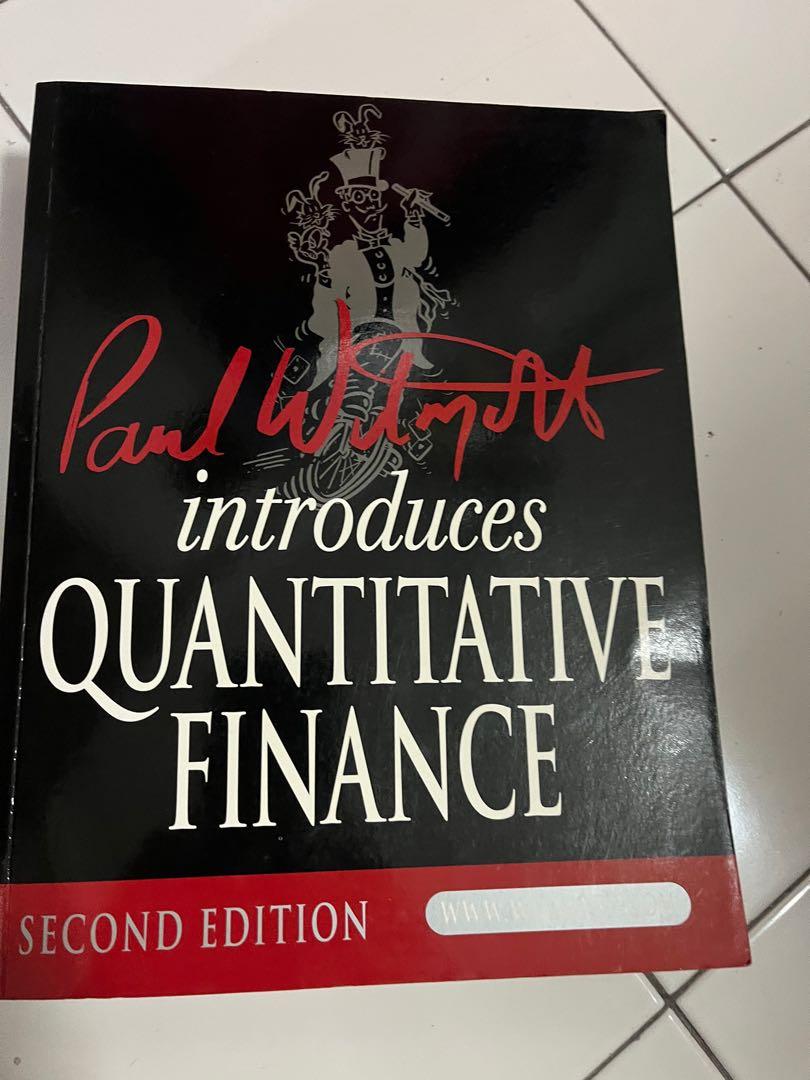 Paul Wilmott
introduces
QUANTITATIVE
FINANCE
SECOND EDITION